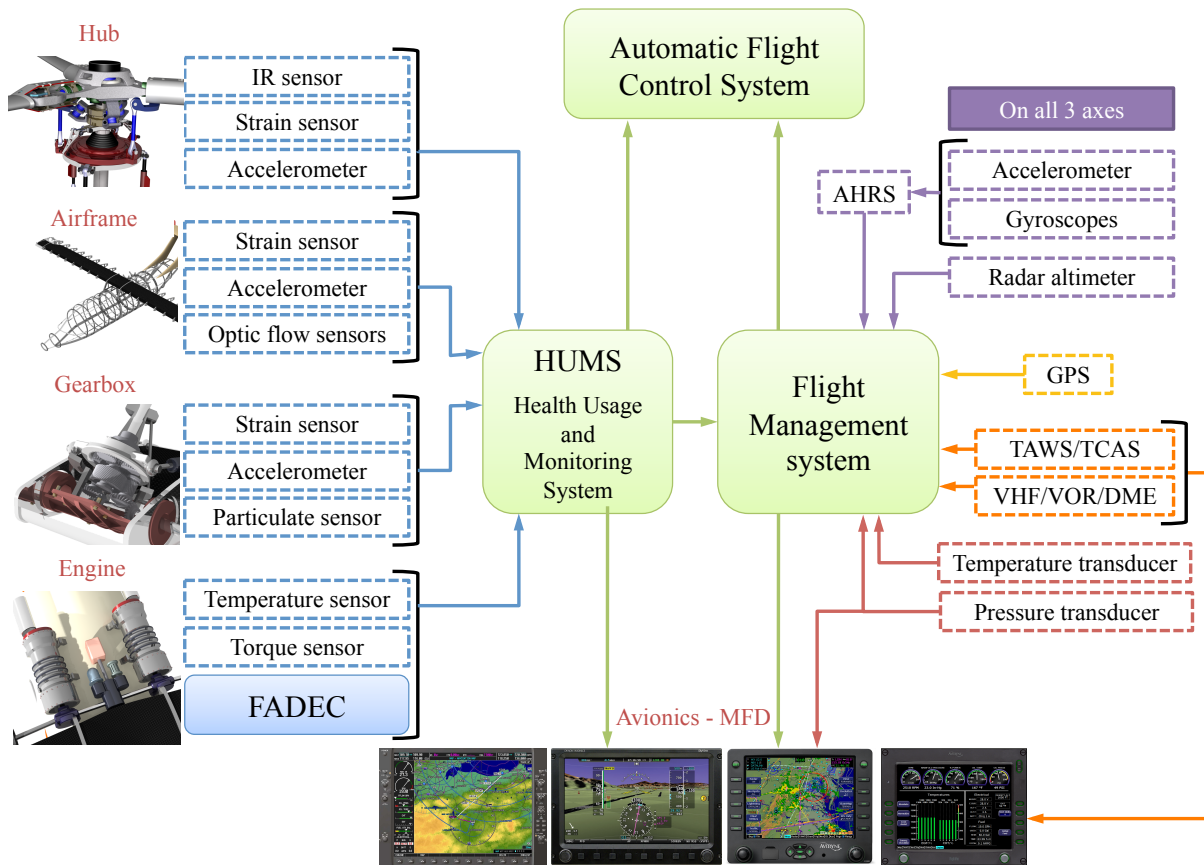 Hub
IR sensor
Strain sensor
Accelerometer
Airframe
Strain sensor
Accelerometer
Optic flow sensors
Gearbox
Strain sensor
Accelerometer
Particulate sensor
Engine
Temperature sensor
Torque sensor
FADEC
Automatic Flight
Control System
HUMS
Health Usage
and
Monitoring
System
Flight
Management
system
On all 3 axes
Accelerometer
AHRS
Gyroscopes
Radar altimeter
GPS
TAWS/TCAS
VHF/VOR/DME
Temperature transducer
Pressure transducer
Avionics - MFD